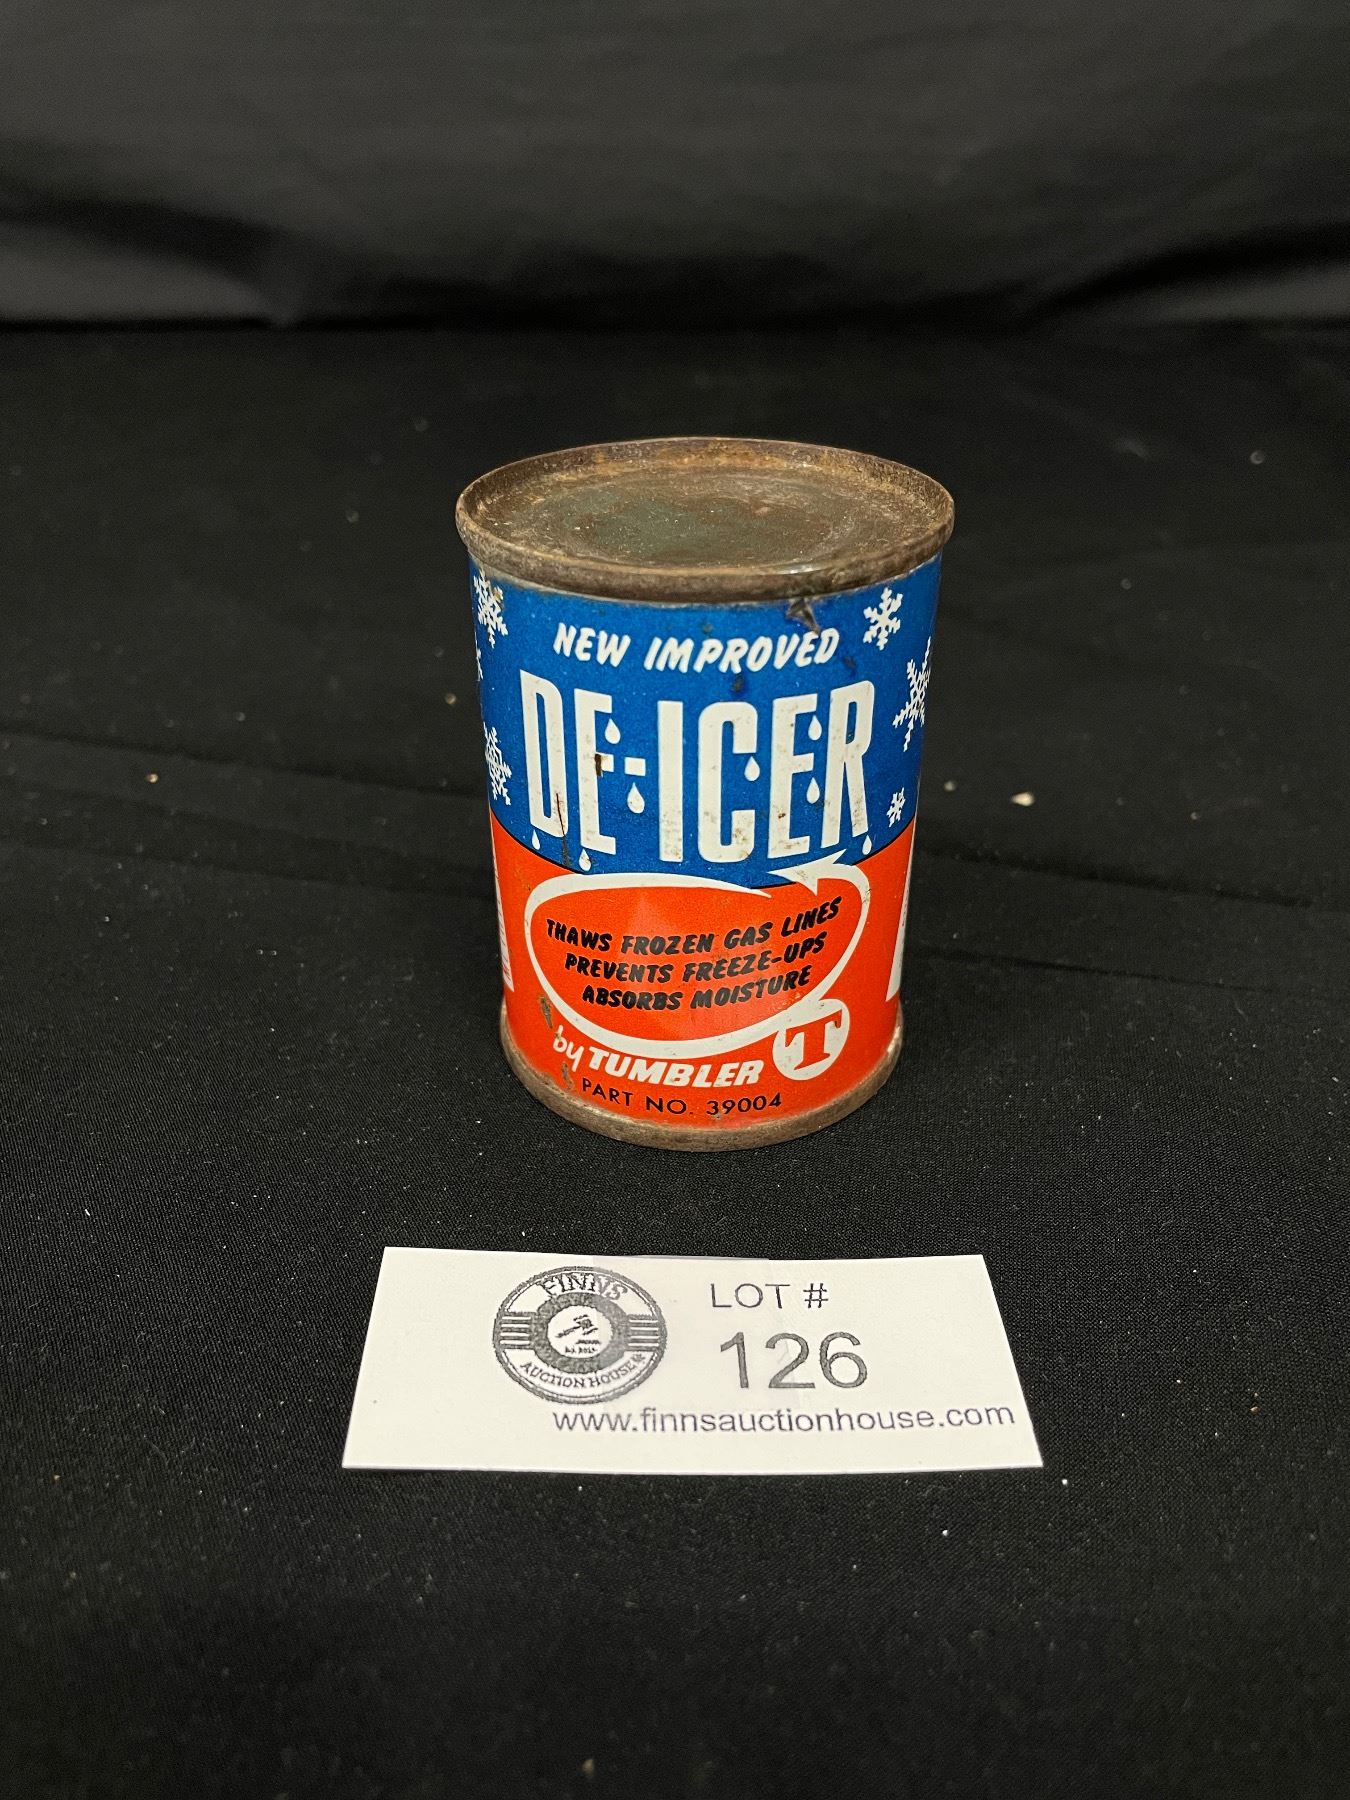 NEW IMPROVED
DE-ICER
THAWS FROZEN GAS LINES
PREVENTS FREEZE-UPS
ABSORBS MOISTURE
by TUMBLER T
PART NO. 39004
FINNS
AUCTION HOUSE
LOT #
126
www.finnsauctionhouse.com